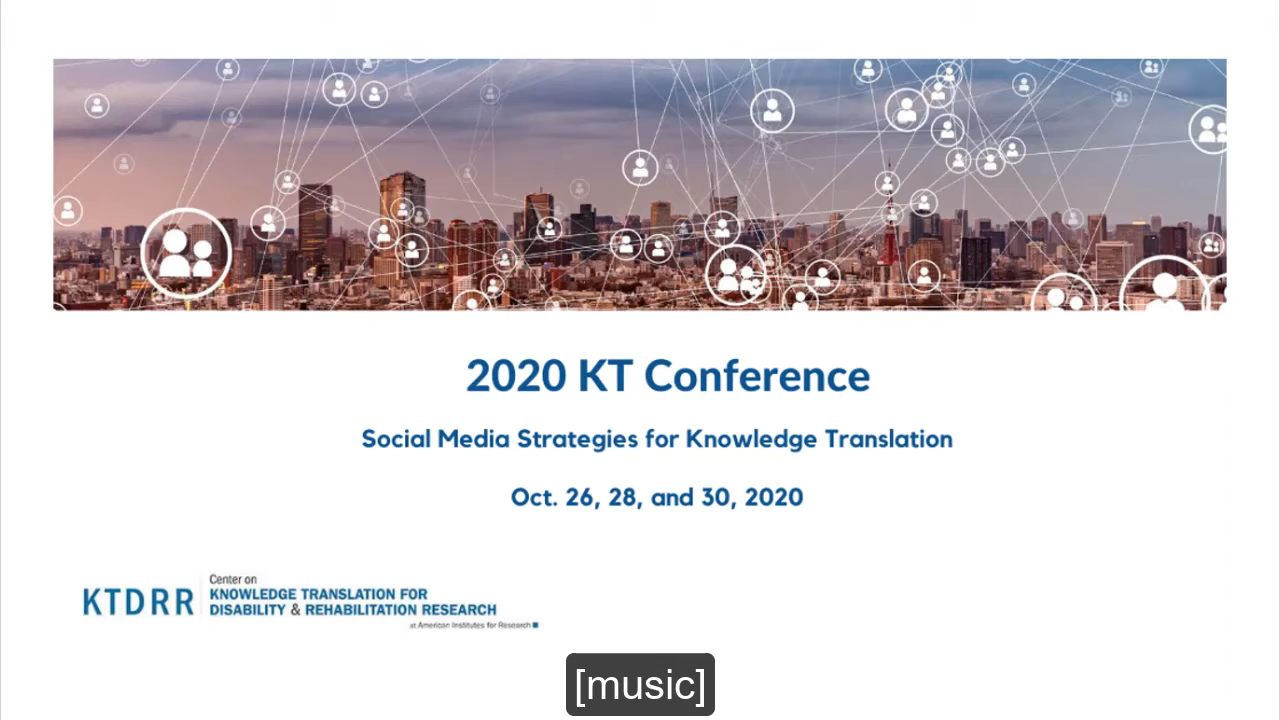 2020 KT Conference
Social Media Strategies for Knowledge Translation
Oct. 26, 28, and 30, 2020
KTDRR
Center on
KNOWLEDGE TRANSLATION FOR
DISABILITY & REHABILITATION RESEARCH
at American Institutes for Research
[music]